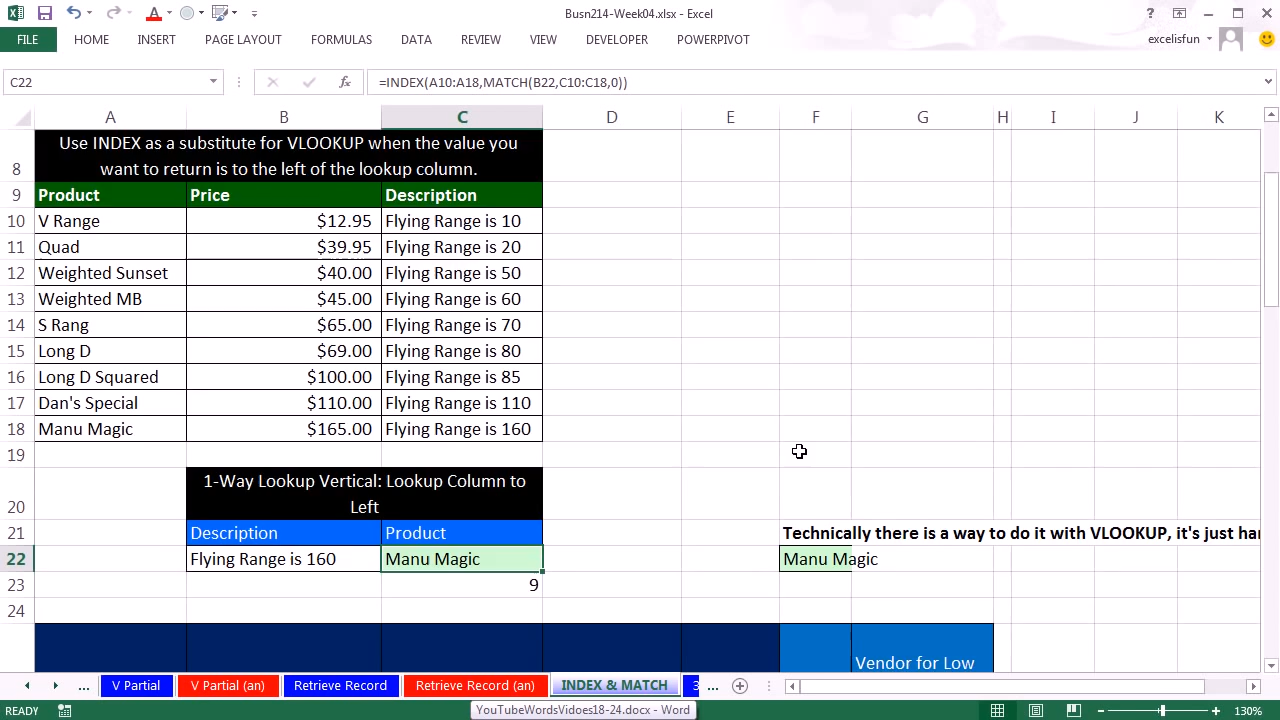 Busn214-Week04.xlsx - Excel
FILE HOME INSERT PAGE LAYOUT FORMULAS DATA REVIEW VIEW DEVELOPER POWERPIVOT excelisfun
C22 fx =INDEX(A10:A18,MATCH(B22,C10:C18,0))
A B C D E F G H I J K
Use INDEX as a substitute for VLOOKUP when the value you
8 want to return is to the left of the lookup column.
9 Product Price Description
10 V Range $12.95 Flying Range is 10
11 Quad $39.95 Flying Range is 20
12 Weighted Sunset $40.00 Flying Range is 50
13 Weighted MB $45.00 Flying Range is 60
14 S Rang $65.00 Flying Range is 70
15 Long D $69.00 Flying Range is 80
16 Long D Squared $100.00 Flying Range is 85
17 Dan's Special $110.00 Flying Range is 110
18 Manu Magic $165.00 Flying Range is 160
19
1-Way Lookup Vertical: Lookup Column to
20 Left
21 Description Product Technically there is a way to do it with VLOOKUP, it's just har
22 Flying Range is 160 Manu Magic Manu Magic
23 9
24
Vendor for Low
... V Partial V Partial (an) Retrieve Record Retrieve Record (an) INDEX & MATCH 3 ...
YouTubeWordsVidoes18-24.docx - Word
READY 130%